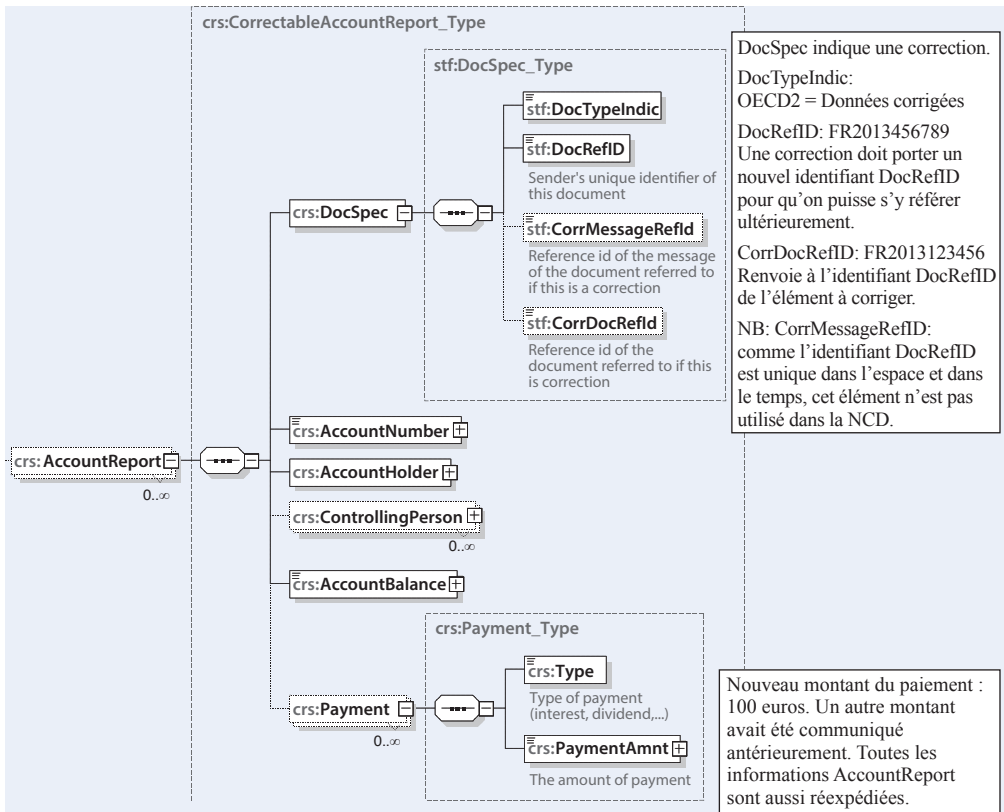 crs:CorrectableAccountReport_Type
stf:DocSpec_Type
stf:DocTypeIndic
stf:DocRefID
Sender's unique identifier of
this document
crs:DocSpec
stf:CorrMessageRefId
Reference id of the message
of the document referred to
if this is a correction
stf:CorrDocRefId
Reference id of the
document referred to if this
is correction
DocSpec indique une correction.
DocTypeIndic:
OECD2 = Données corrigées
DocRefID: FR2013456789
Une correction doit porter un
nouvel identifiant DocRefID
pour qu'on puisse s'y référer
ultérieurement.
CorrDocRefID: FR2013123456
Renvoie à l'identifiant DocRefID
de l'élément à corriger.
NB: CorrMessageRefID:
comme l'identifiant DocRefID
est unique dans l'espace et dans
le temps, cet élément n'est pas
utilisé dans la NCD.
crs:AccountNumber
crs:AccountReport
0..∞
crs:AccountHolder
crs:ControllingPerson
0..∞
crs:AccountBalance
crs:Payment_Type
crs:Type
Type of payment
(interest, dividend,...)
crs:Payment
0..∞
crs:PaymentAmnt
The amount of payment
Nouveau montant du paiement :
100 euros. Un autre montant
avait été communiqué
antérieurement. Toutes les
informations AccountReport
sont aussi réexpédiées.